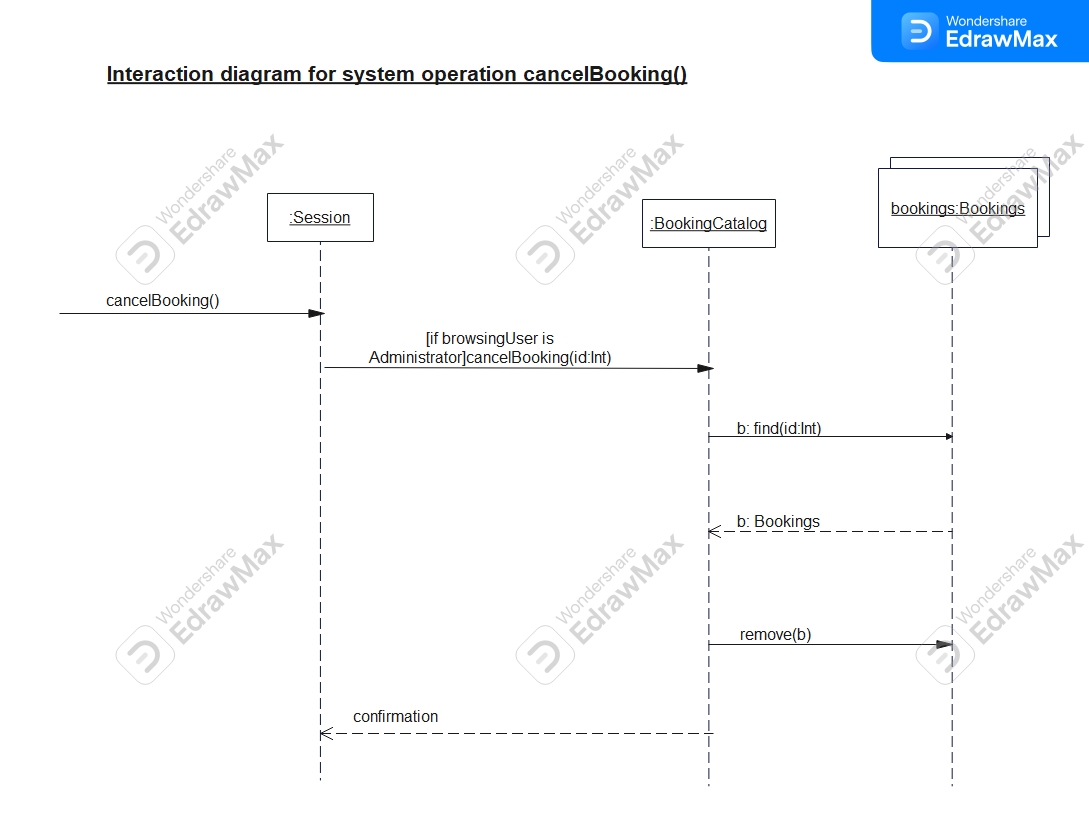 Wondershare
EdrawMax
Interaction diagram for system operation cancelBooking()
Wondershare
EdrawMax
Wondershare
EdrawMax
Wondershare
EdrawMax
:Session
:BookingCatalog
bookings:Bookings
cancelBooking()
[if browsingUser is
Administrator]cancelBooking(id:Int)
b: find(id:Int)
b: Bookings
Wondershare
EdrawMax
Wondershare
EdrawMax
Wondershare
EdrawMax
remove(b)
confirmation